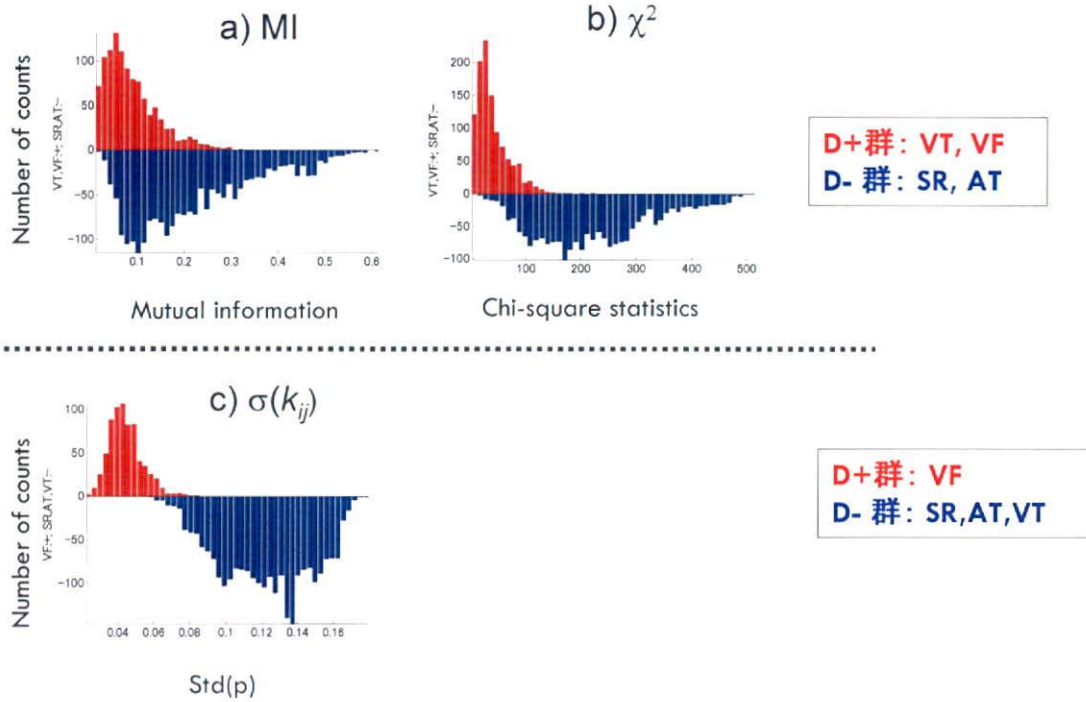 a) MI
Number of counts
VT,VF:+; SR,AT:−
100
50
0
−50
−100
0.1 0.2 0.3 0.4 0.5 0.6
Mutual information
b) χ²
VT,VF:+; SR,AT:−
200
150
100
50
0
−50
−100
100 200 300 400 500
Chi-square statistics
D+群: VT, VF
D- 群: SR, AT
c) σ(kij)
Number of counts
VF:+; SR,AT,VT:−
100
50
0
−50
−100
0.04 0.06 0.08 0.1 0.12 0.14 0.16
Std(p)
D+群: VF
D- 群: SR,AT,VT